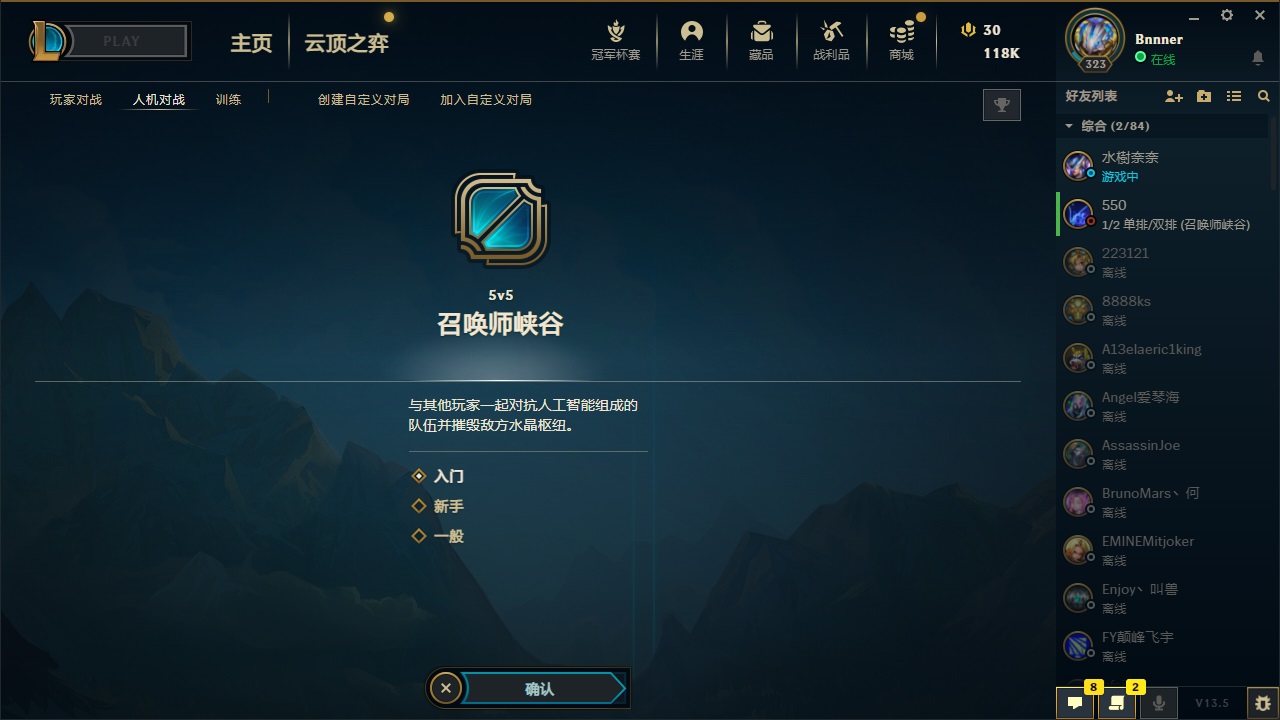 PLAY
主页
云顶之弈
冠军杯赛
生涯
藏品
战利品
商城
30
118K
323
Bnnner
在线
玩家对战
人机对战
训练
创建自定义对局
加入自定义对局
好友列表
综合 (2/84)
水樹奈奈
游戏中
550
1/2 单排/双排 (召唤师峡谷)
223121
离线
8888ks
离线
A13elaeric1king
离线
Angel爱琴海
离线
AssassinJoe
离线
BrunoMars丶何
离线
EMINEMitjoker
离线
Enjoy丶叫兽
离线
FY颠峰飞宇
离线
5v5
召唤师峡谷
与其他玩家一起对抗人工智能组成的
队伍并摧毁敌方水晶枢纽。
入门
新手
一般
确认
8
2
V13.5